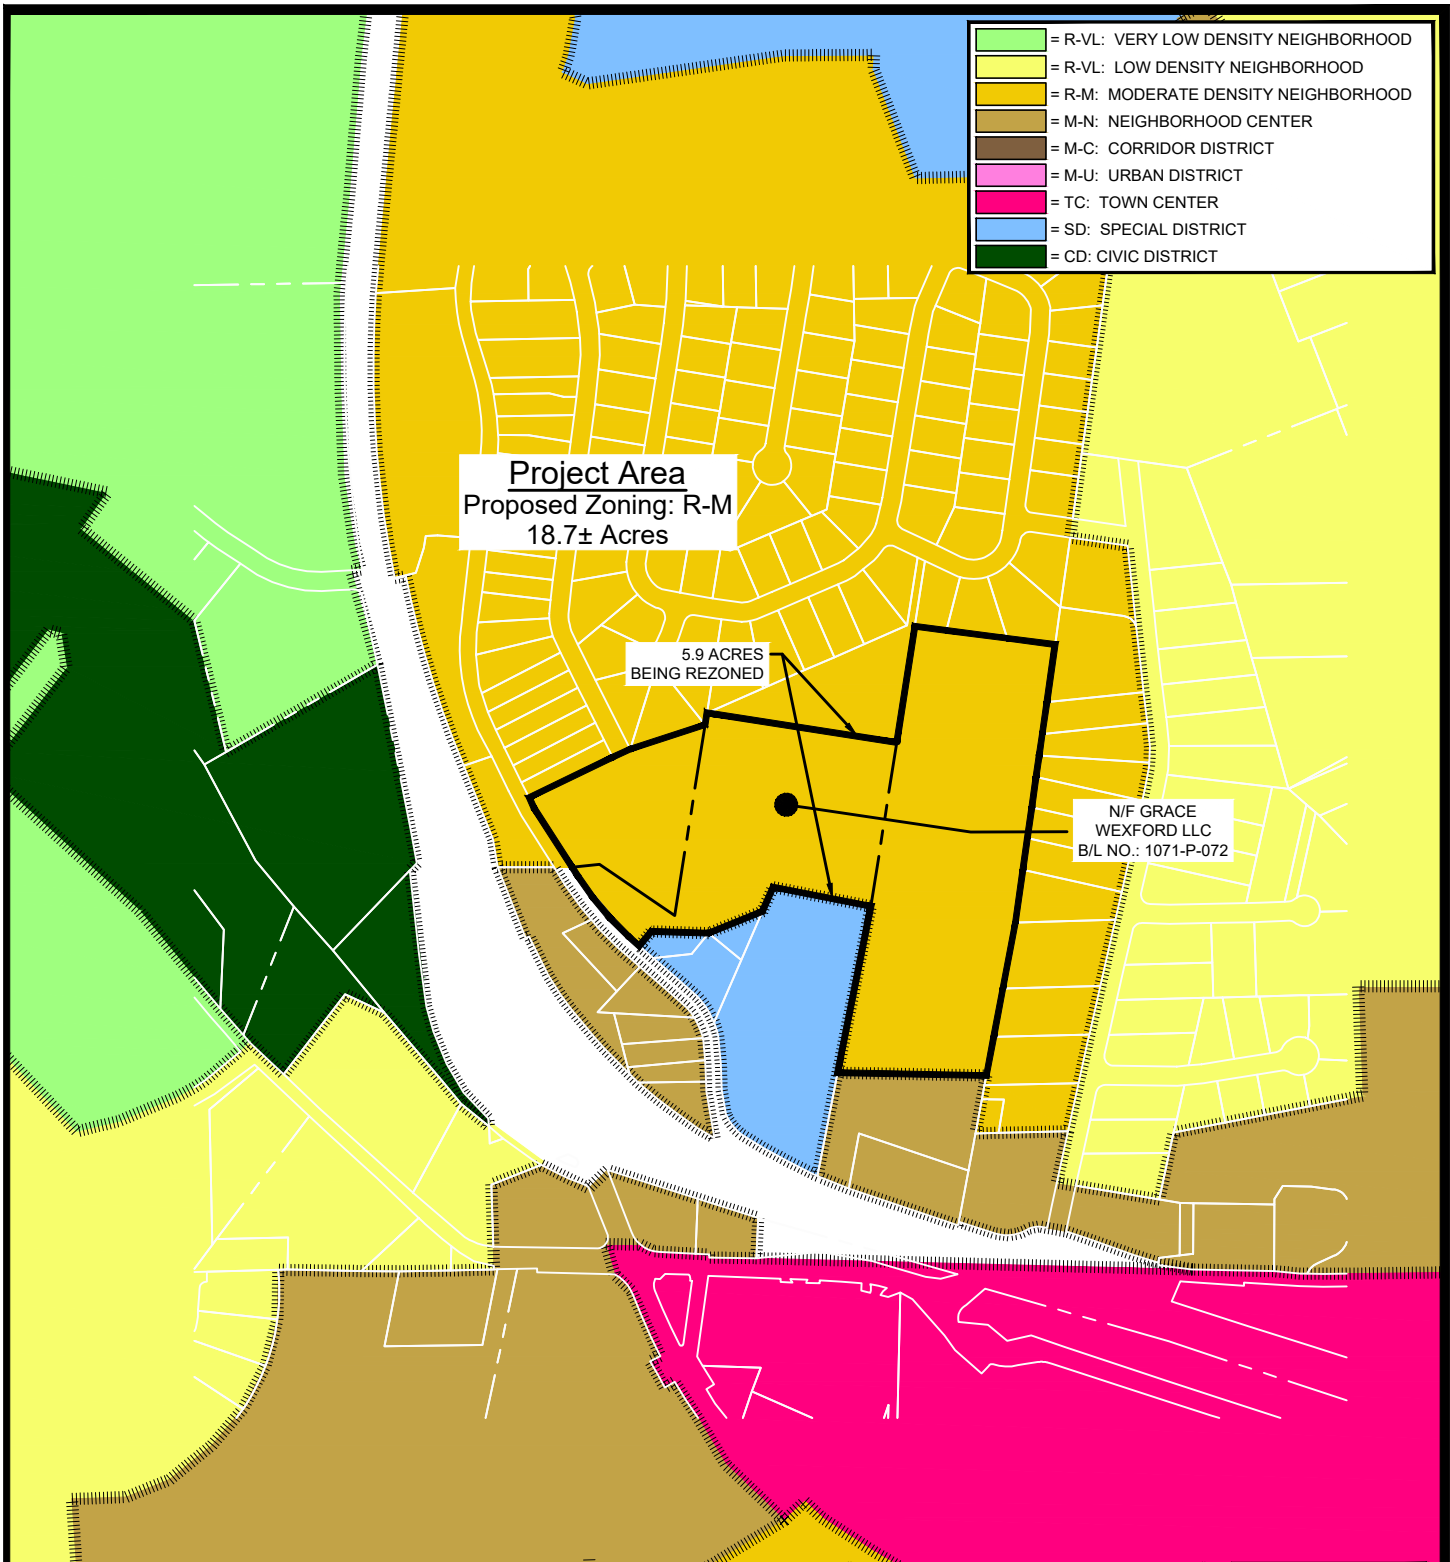 = R-VL: VERY LOW DENSITY NEIGHBORHOOD
= R-VL: LOW DENSITY NEIGHBORHOOD
= R-M: MODERATE DENSITY NEIGHBORHOOD
= M-N: NEIGHBORHOOD CENTER
= M-C: CORRIDOR DISTRICT
= M-U: URBAN DISTRICT
= TC: TOWN CENTER
= SD: SPECIAL DISTRICT
= CD: CIVIC DISTRICT
Project Area
Proposed Zoning: R-M
18.7± Acres
5.9 ACRES
BEING REZONED
N/F GRACE
WEXFORD LLC
B/L NO.: 1071-P-072